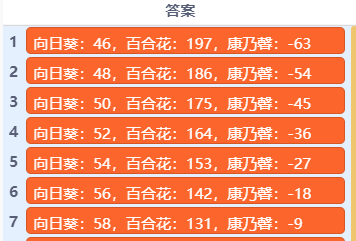 答案
1 向日葵：46，百合花：197，康乃馨：-63
2 向日葵：48，百合花：186，康乃馨：-54
3 向日葵：50，百合花：175，康乃馨：-45
4 向日葵：52，百合花：164，康乃馨：-36
5 向日葵：54，百合花：153，康乃馨：-27
6 向日葵：56，百合花：142，康乃馨：-18
7 向日葵：58，百合花：131，康乃馨：-9